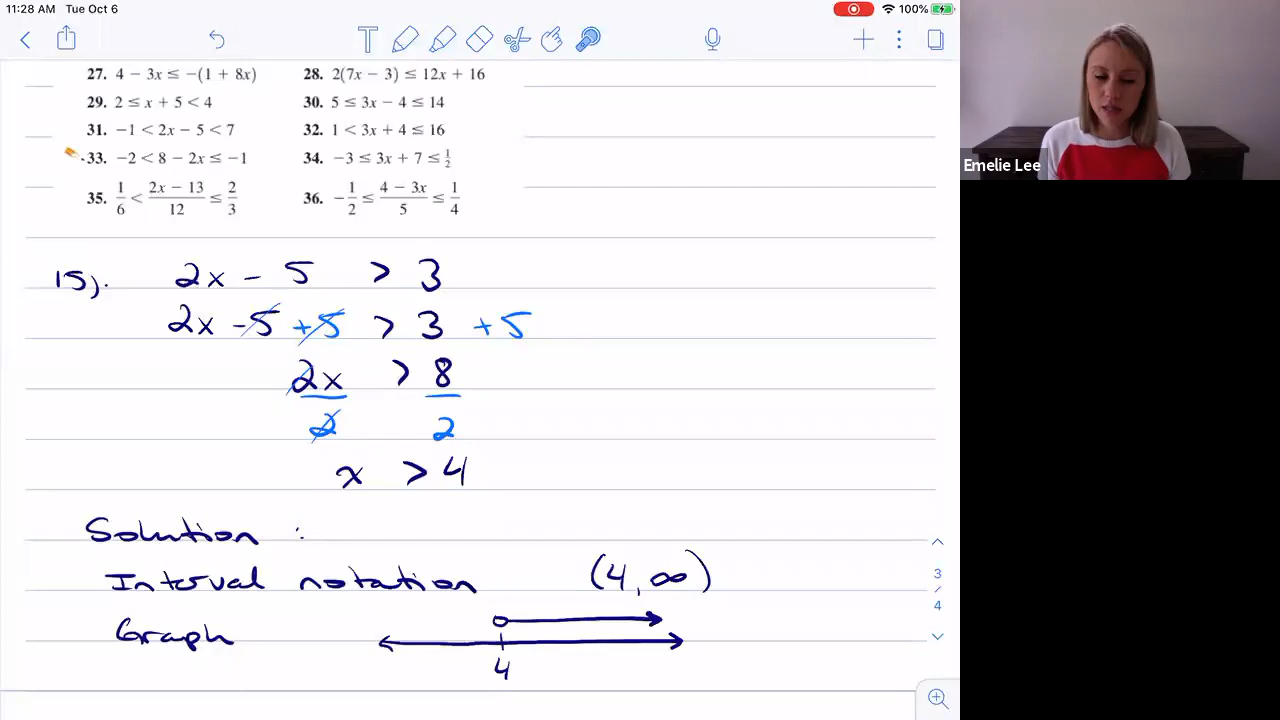 11:28 AM Tue Oct 6
100%
27. 4 − 3x ≤ −(1 + 8x) 28. 2(7x − 3) ≤ 12x + 16
29. 2 ≤ x + 5 < 4 30. 5 ≤ 3x − 4 ≤ 14
31. −1 < 2x − 5 < 7 32. 1 < 3x + 4 ≤ 16
33. −2 < 8 − 2x ≤ −1 34. −3 ≤ 3x + 7 ≤ 1/2
35. 1/6 < (2x − 13)/12 ≤ 2/3 36. −1/2 ≤ (4 − 3x)/5 ≤ 1/4
15). 2x - 5 > 3
2x - 5 + 5 > 3 + 5
2x > 8
2 2
x > 4
Solution :
Interval notation (4, ∞)
Graph
4
3 / 4
Emelie Lee